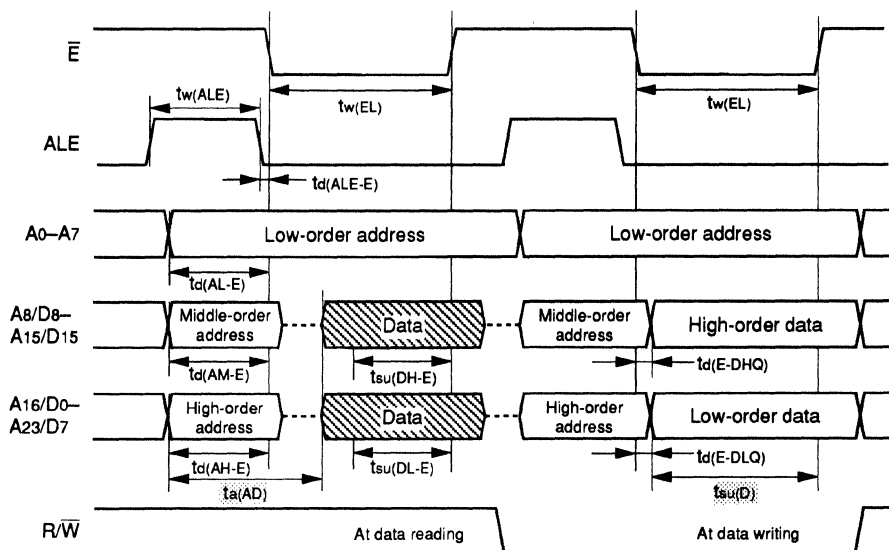 E̅
tw(ALE)
tw(EL)
tw(EL)
ALE
td(ALE-E)
A0–A7
Low-order address
Low-order address
td(AL-E)
A8/D8–
A15/D15
Middle-order
address
Data
Middle-order
address
High-order data
td(AM-E)
tsu(DH-E)
td(E-DHQ)
A16/D0–
A23/D7
High-order
address
Data
High-order
address
Low-order data
td(AH-E)
tsu(DL-E)
td(E-DLQ)
ta(AD)
tsu(D)
R/W̅
At data reading
At data writing